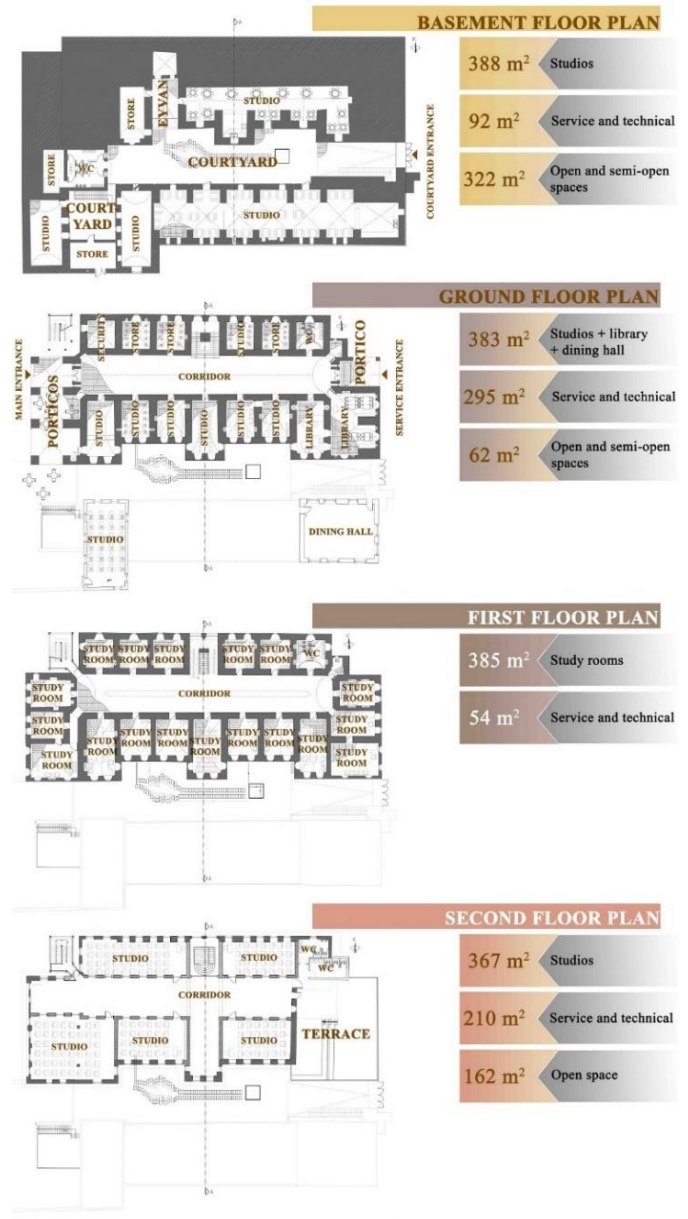 BASEMENT FLOOR PLAN
A
388 m²
Studios
92 m²
Service and technical
322 m²
Open and semi-open
spaces
STORE
EYVAN
STUDIO
COURTYARD
COURTYARD ENTRANCE
STORE
WC
COURT
YARD
STUDIO
STUDIO
STUDIO
STORE
A
GROUND FLOOR PLAN
A
383 m²
Studios + library
+ dining hall
295 m²
Service and technical
62 m²
Open and semi-open
spaces
MAIN ENTRANCE
PORTICOS
SECURITY
STORE
STORE
STUDIO
STORE
WC
PORTICO
SERVICE ENTRANCE
CORRIDOR
STUDIO
STUDIO
STUDIO
STUDIO
STUDIO
STUDIO
LIBRARY
LIBRARY
STUDIO
DINING HALL
A
FIRST FLOOR PLAN
A
385 m²
Study rooms
54 m²
Service and technical
STUDY
ROOM
STUDY
ROOM
STUDY
ROOM
STUDY
ROOM
STUDY
ROOM
WC
CORRIDOR
STUDY
ROOM
STUDY
ROOM
STUDY
ROOM
STUDY
ROOM
STUDY
ROOM
STUDY
ROOM
STUDY
ROOM
STUDY
ROOM
STUDY
ROOM
STUDY
ROOM
STUDY
ROOM
STUDY
ROOM
STUDY
ROOM
A
SECOND FLOOR PLAN
A
367 m²
Studios
210 m²
Service and technical
162 m²
Open space
STUDIO
STUDIO
WC
WC
CORRIDOR
STUDIO
STUDIO
STUDIO
TERRACE
A